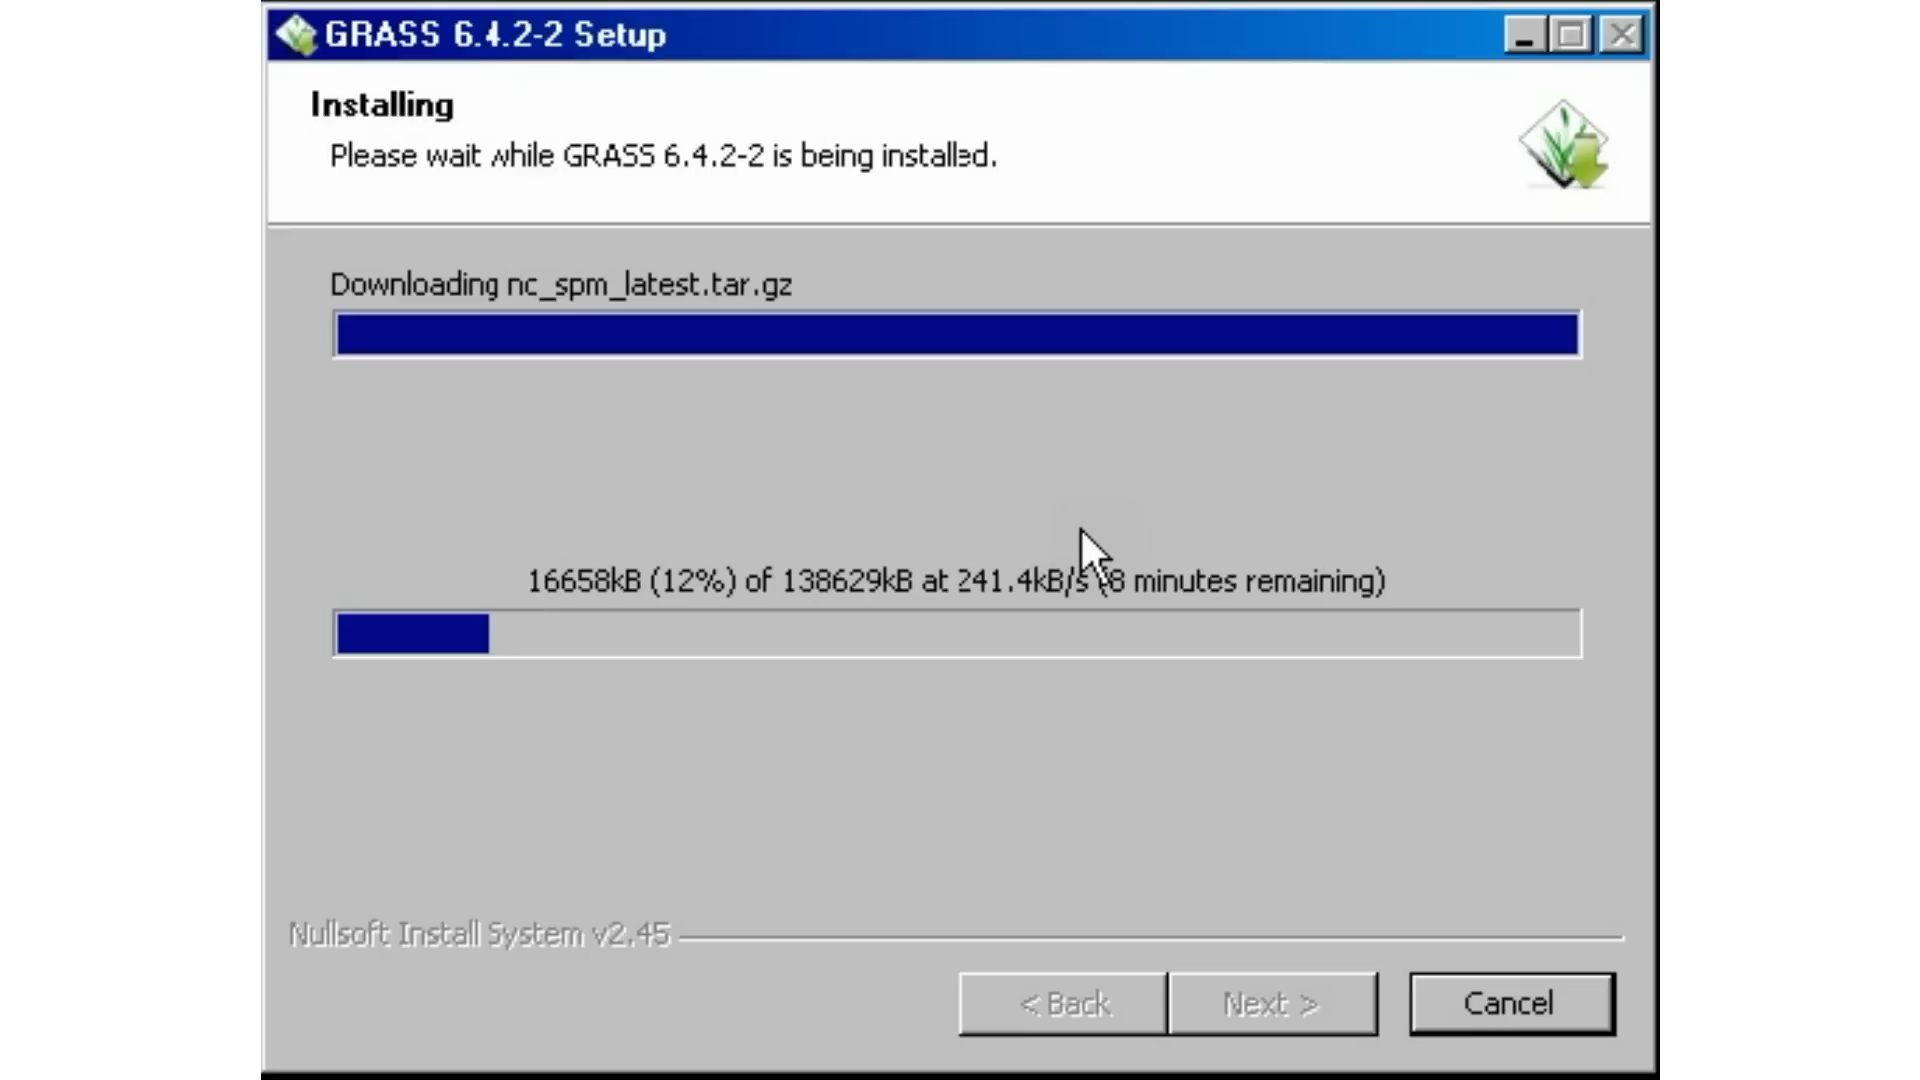 GRASS 6.4.2-2 Setup
Installing
Please wait while GRASS 6.4.2-2 is being installed.
Downloading nc_spm_latest.tar.gz
16658kB (12%) of 138629kB at 241.4kB/s (8 minutes remaining)
Nullsoft Install System v2.45
< Back
Next >
Cancel